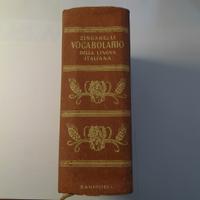 ZINGARELLI
VOCABOLARIO
DELLA LINGUA
ITALIANA
ZANICHELLI